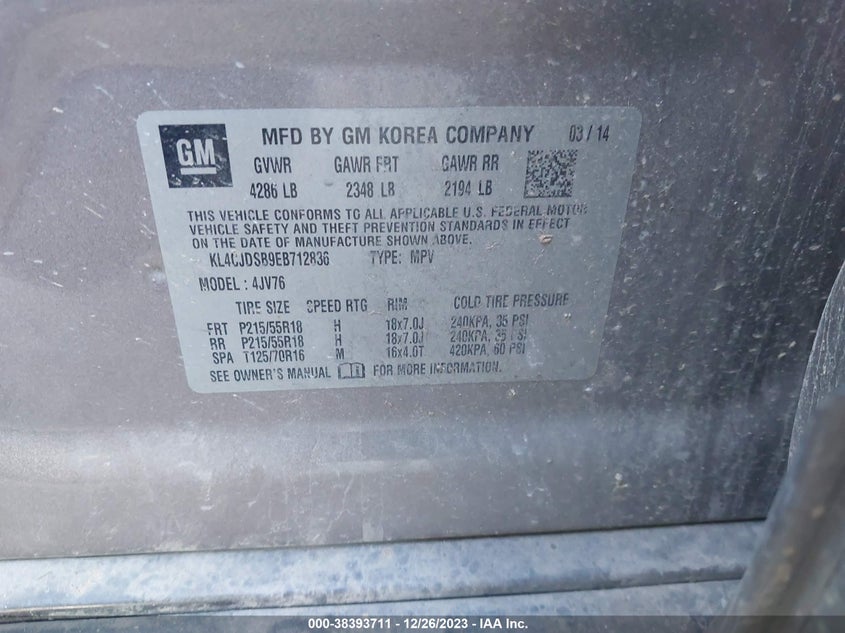 GM
MFD BY GM KOREA COMPANY 03/14
GVWR GAWR FRT GAWR RR
4286 LB 2348 LB 2194 LB
THIS VEHICLE CONFORMS TO ALL APPLICABLE U.S. FEDERAL MOTOR
VEHICLE SAFETY AND THEFT PREVENTION STANDARDS IN EFFECT
ON THE DATE OF MANUFACTURE SHOWN ABOVE.
KL4CJDSB9EB712836 TYPE: MPV
MODEL: 4JV76
TIRE SIZE SPEED RTG RIM COLD TIRE PRESSURE
FRT P215/55R18 H 18x7.0J 240KPA, 35 PSI
RR P215/55R18 H 18x7.0J 240KPA, 35 PSI
SPA T125/70R16 M 16x4.0T 420KPA, 60 PSI
SEE OWNER'S MANUAL FOR MORE INFORMATION.
000-38393711 - 12/26/2023 - IAA Inc.